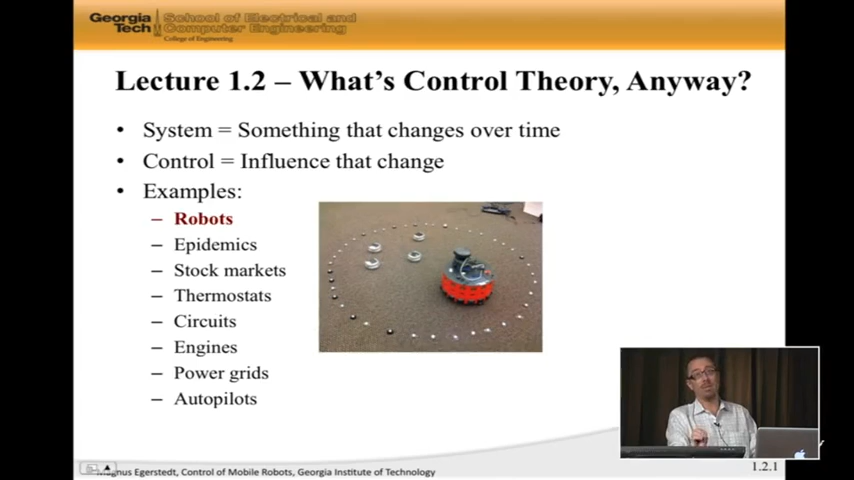 Georgia Tech
School of Electrical and Computer Engineering
College of Engineering
Lecture 1.2 – What's Control Theory, Anyway?
• System = Something that changes over time
• Control = Influence that change
• Examples:
– Robots
– Epidemics
– Stock markets
– Thermostats
– Circuits
– Engines
– Power grids
– Autopilots
Magnus Egerstedt, Control of Mobile Robots, Georgia Institute of Technology
1.2.1